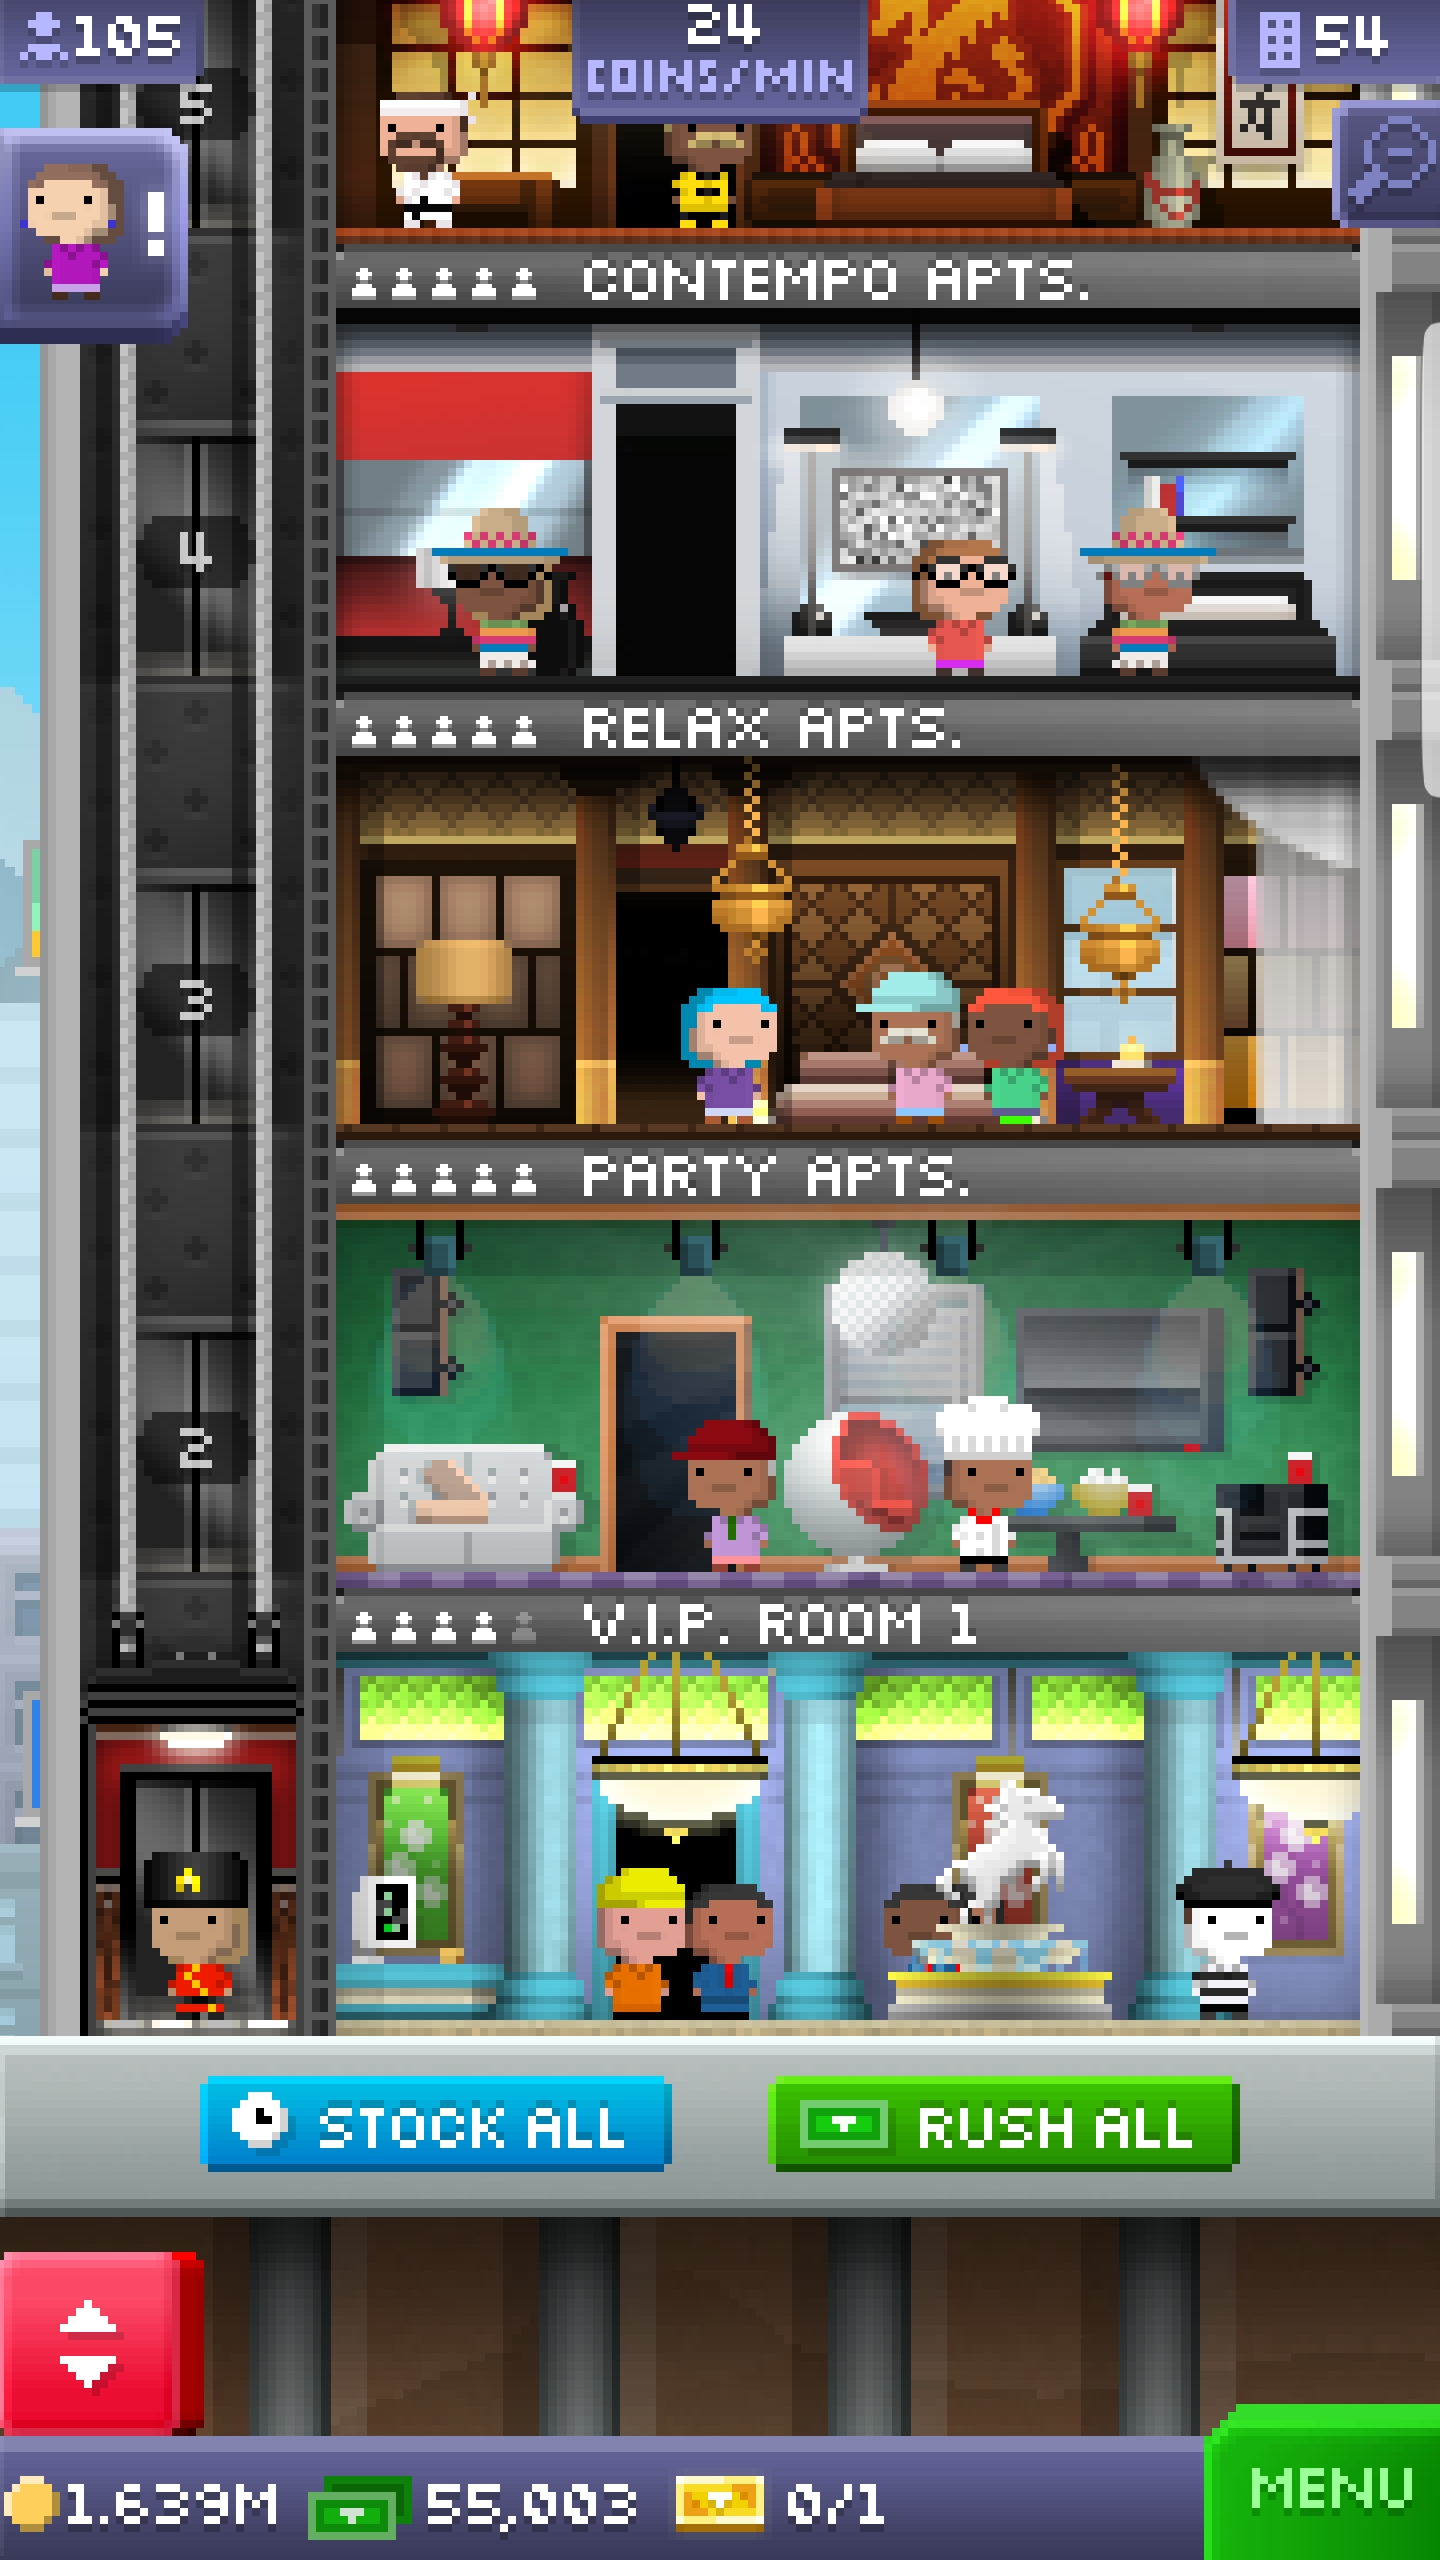 105
24
COINS/MIN
54
5
!
CONTEMPO APTS.
4
RELAX APTS.
3
PARTY APTS.
2
V.I.P. ROOM 1
STOCK ALL
RUSH ALL
1.639M
55,003
0/1
MENU